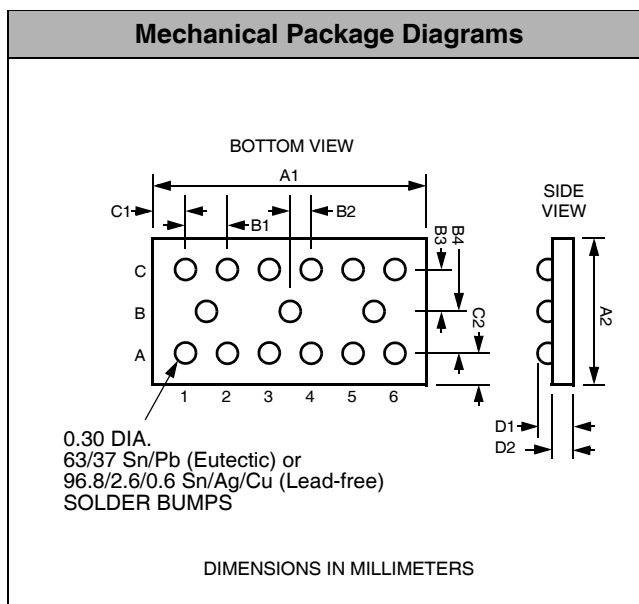 Mechanical Package Diagrams
BOTTOM VIEW
A1
SIDE
VIEW
C1
B1
B2
B3
B4
C
B
A
C2
A2
1 2 3 4 5 6
D1
D2
0.30 DIA.
63/37 Sn/Pb (Eutectic) or
96.8/2.6/0.6 Sn/Ag/Cu (Lead-free)
SOLDER BUMPS
DIMENSIONS IN MILLIMETERS